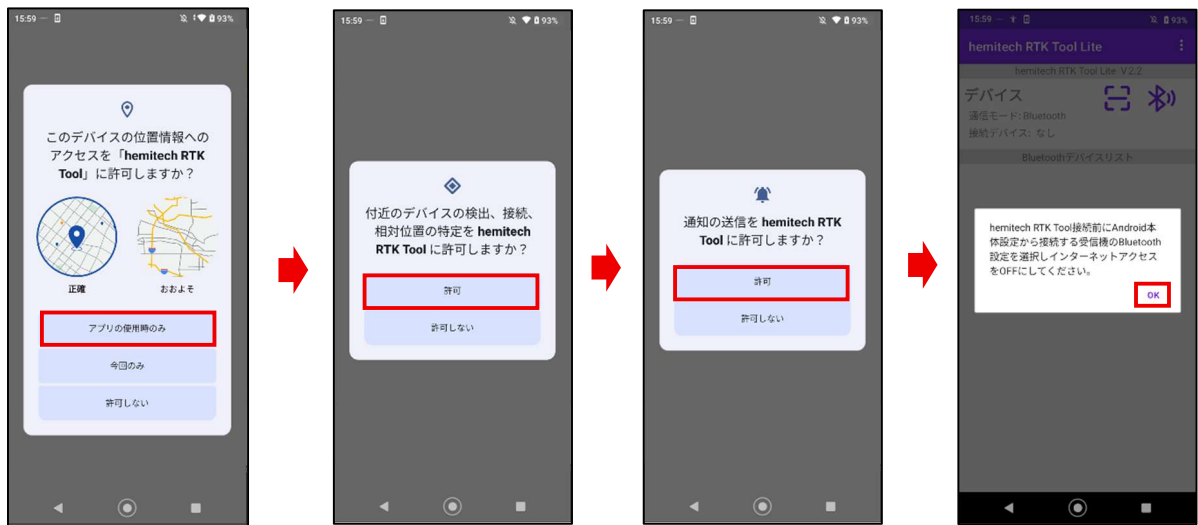 15:59
93%
このデバイスの位置情報への
アクセスを「hemitech RTK
Tool」に許可しますか？
正確
おおよそ
アプリの使用時のみ
今回のみ
許可しない
15:59
93%
付近のデバイスの検出、接続、
相対位置の特定を hemitech
RTK Tool に許可しますか？
許可
許可しない
15:59
93%
通知の送信を hemitech RTK
Tool に許可しますか？
許可
許可しない
15:59
93%
hemitech RTK Tool Lite
hemitech RTK Tool Lite V2.2
デバイス
通信モード: Bluetooth
接続デバイス: なし
Bluetoothデバイスリスト
hemitech RTK Tool接続前にAndroid本
体設定から接続する受信機のBluetooth
設定を選択しインターネットアクセス
をOFFにしてください。
OK